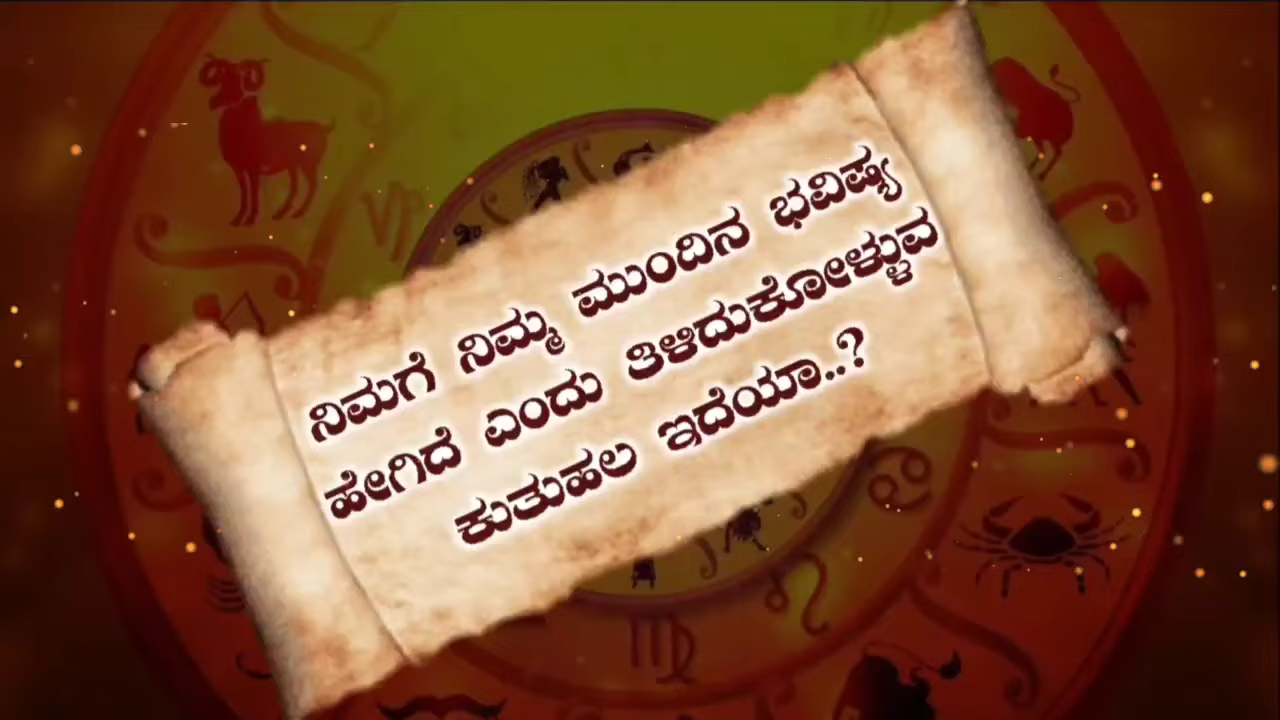 ನಿಮಗೆ ನಿಮ್ಮ ಮುಂದಿನ ಭವಿಷ್ಯ
ಹೇಗಿದೆ ಎಂದು ತಿಳಿದುಕೋಳ್ಳುವ
ಕುತುಹಲ ಇದೆಯಾ..?